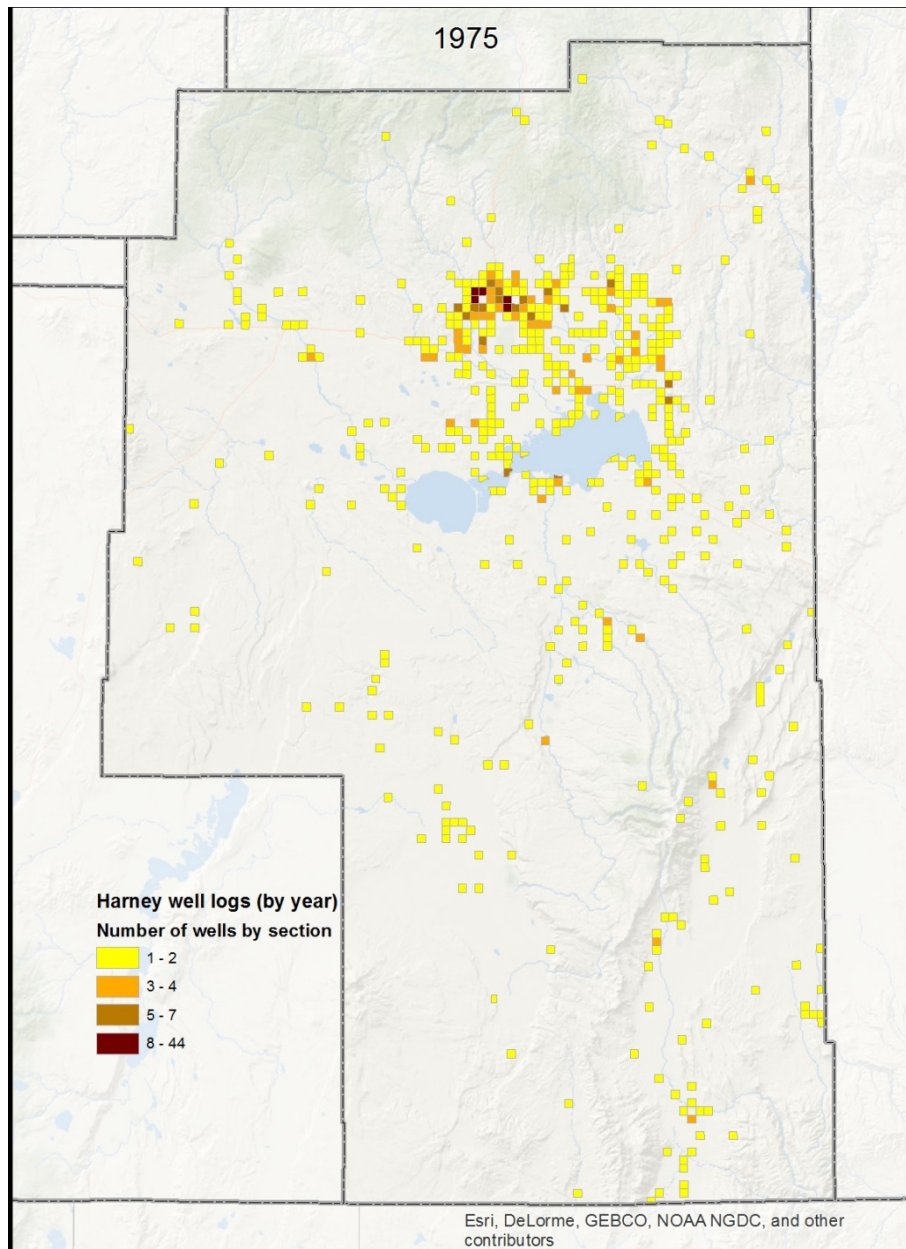 1975
Harney well logs (by year)
Number of wells by section
1 - 2
3 - 4
5 - 7
8 - 44
Esri, DeLorme, GEBCO, NOAA NGDC, and other
contributors